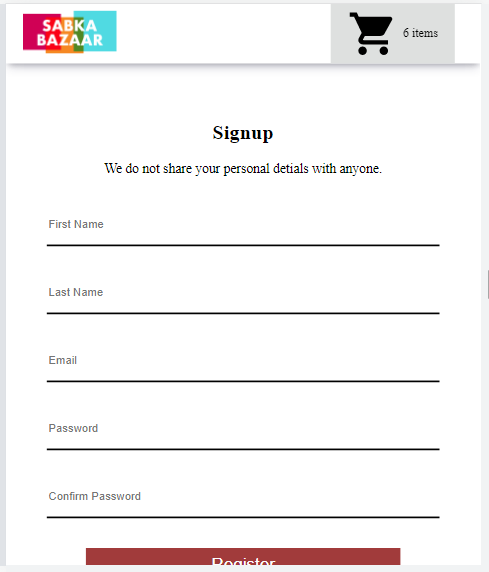 SABKA
BAZAAR
6 items
Signup
We do not share your personal detials with anyone.
First Name
Last Name
Email
Password
Confirm Password
Register